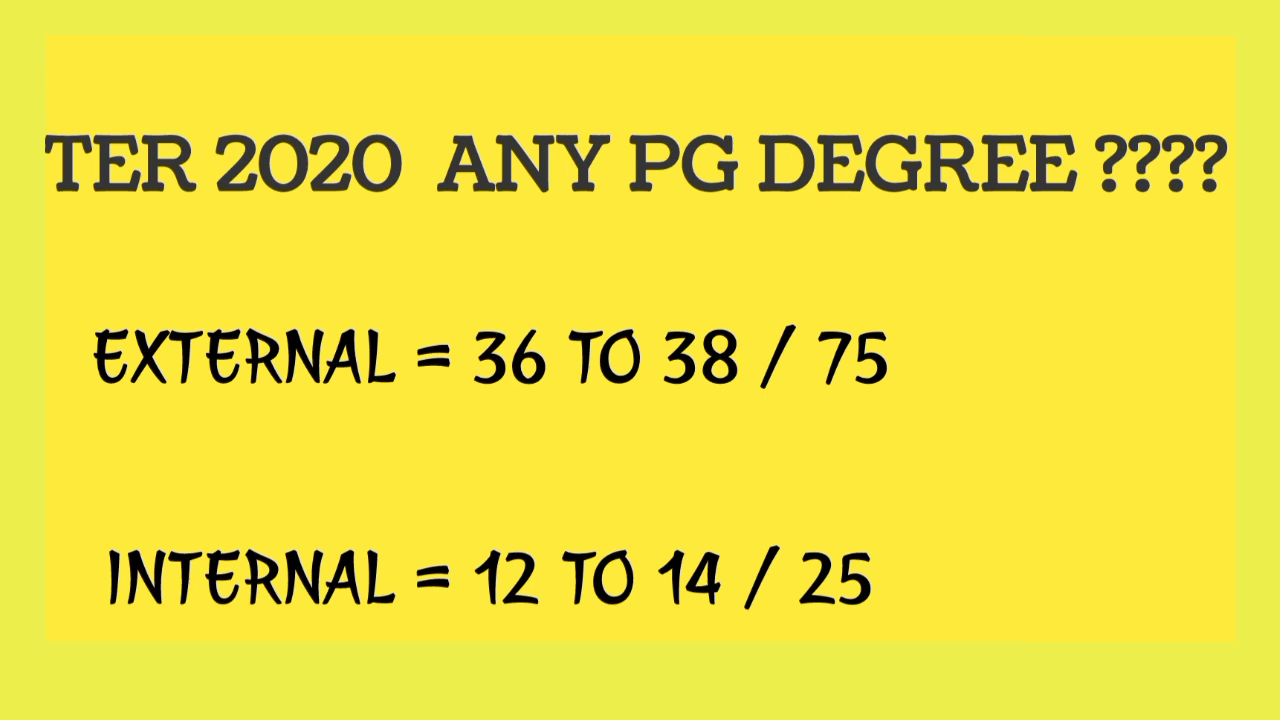 TER 2020 ANY PG DEGREE ????
EXTERNAL = 36 TO 38 / 75
INTERNAL = 12 TO 14 / 25